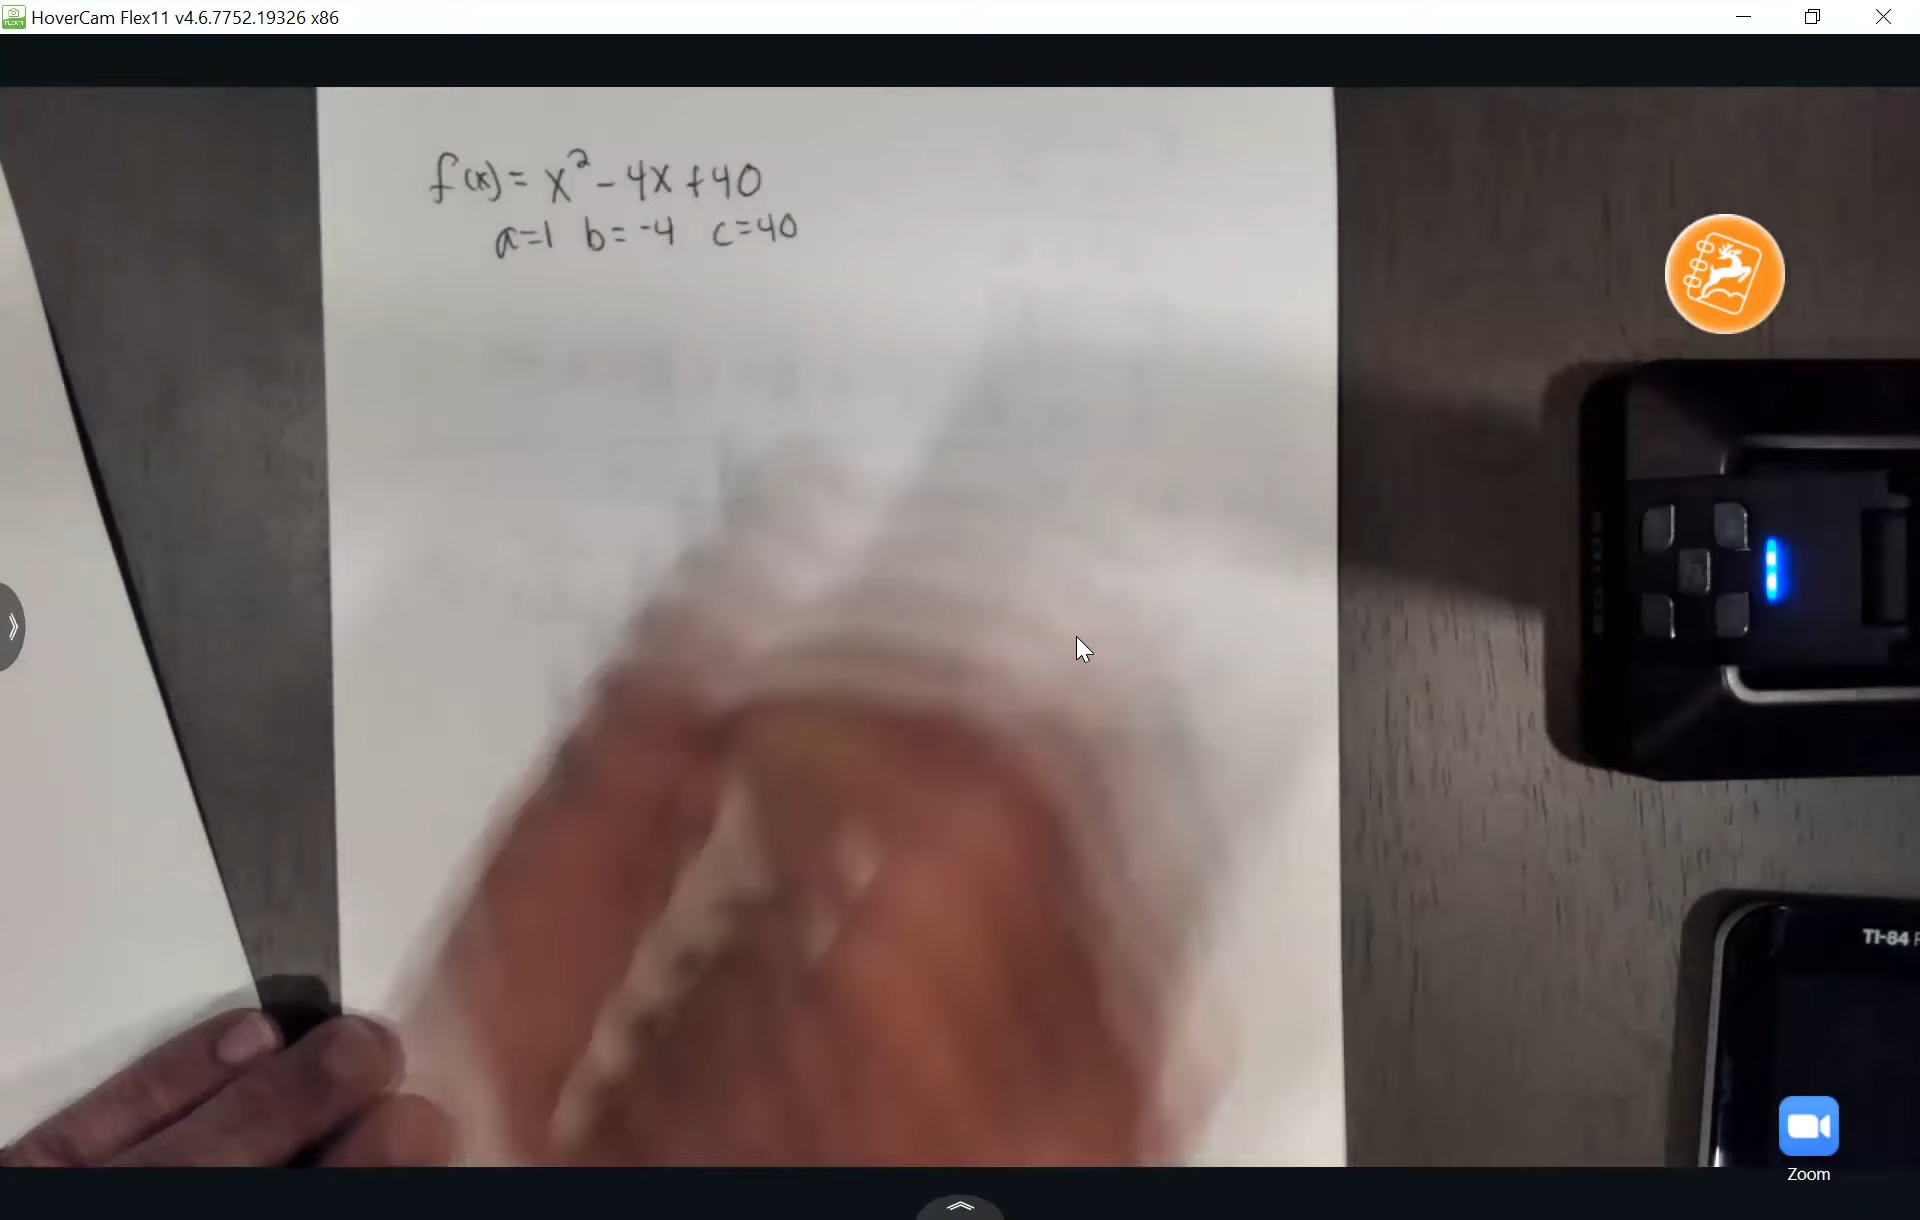 HoverCam Flex11 v4.6.7752.19326 x86
f(x) = x² - 4x + 40
a=1 b= -4 c=40
TI-84
Zoom